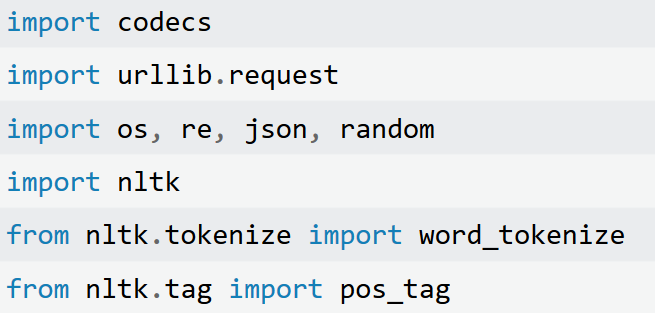 import codecs
import urllib.request
import os, re, json, random
import nltk
from nltk.tokenize import word_tokenize
from nltk.tag import pos_tag